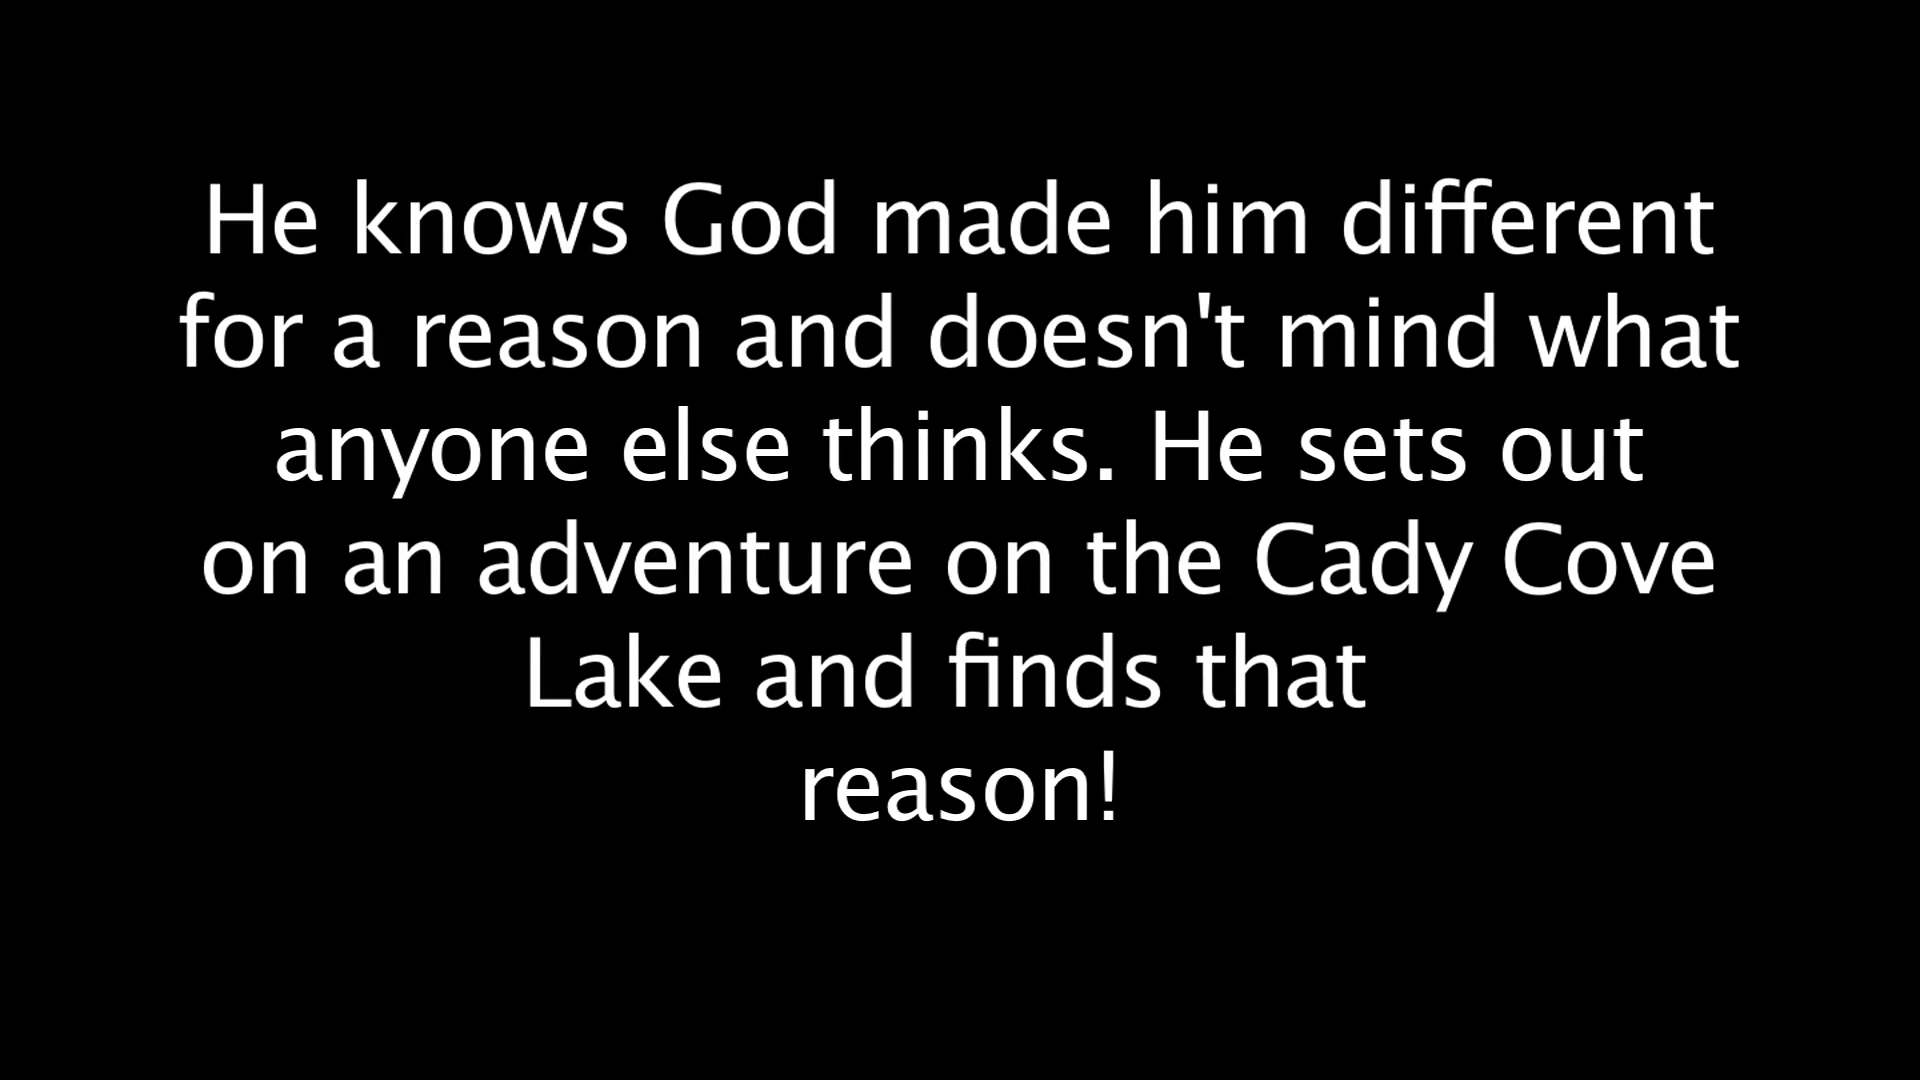 He knows God made him different
for a reason and doesn't mind what
anyone else thinks. He sets out
on an adventure on the Cady Cove
Lake and finds that
reason!